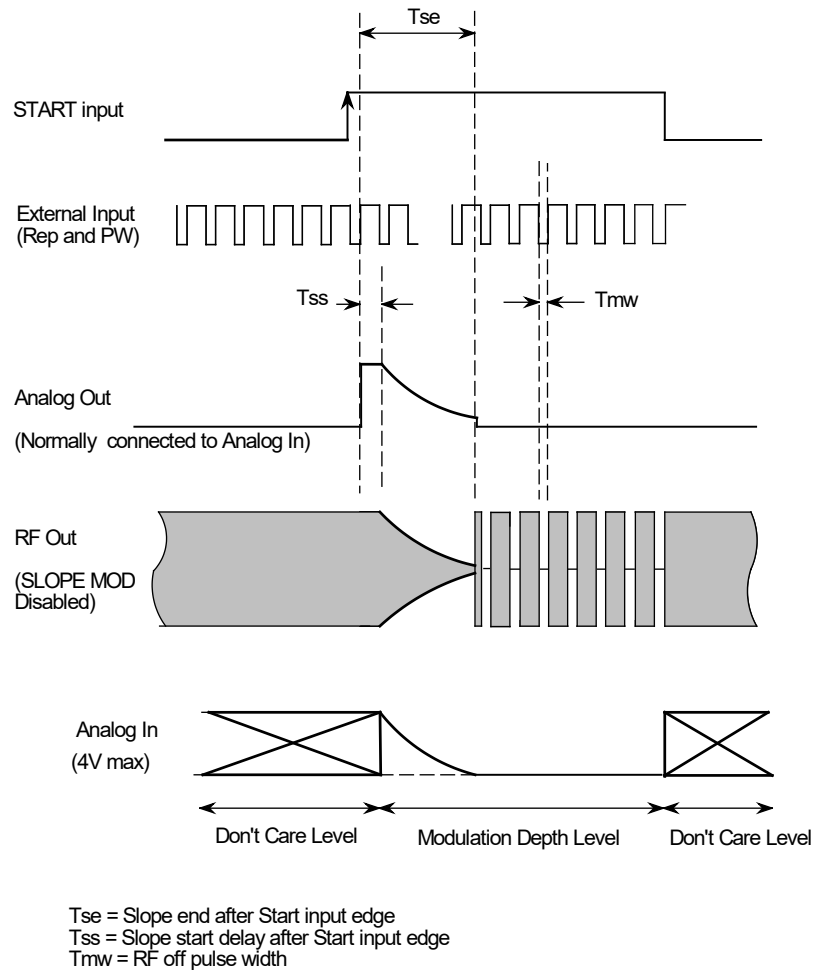 Tse
START input
External Input
(Rep and PW)
Tss
Tmw
Analog Out
(Normally connected to Analog In)
RF Out
(SLOPE MOD
Disabled)
Analog In
(4V max)
Don't Care Level
Modulation Depth Level
Don't Care Level
Tse = Slope end after Start input edge
Tss = Slope start delay after Start input edge
Tmw = RF off pulse width